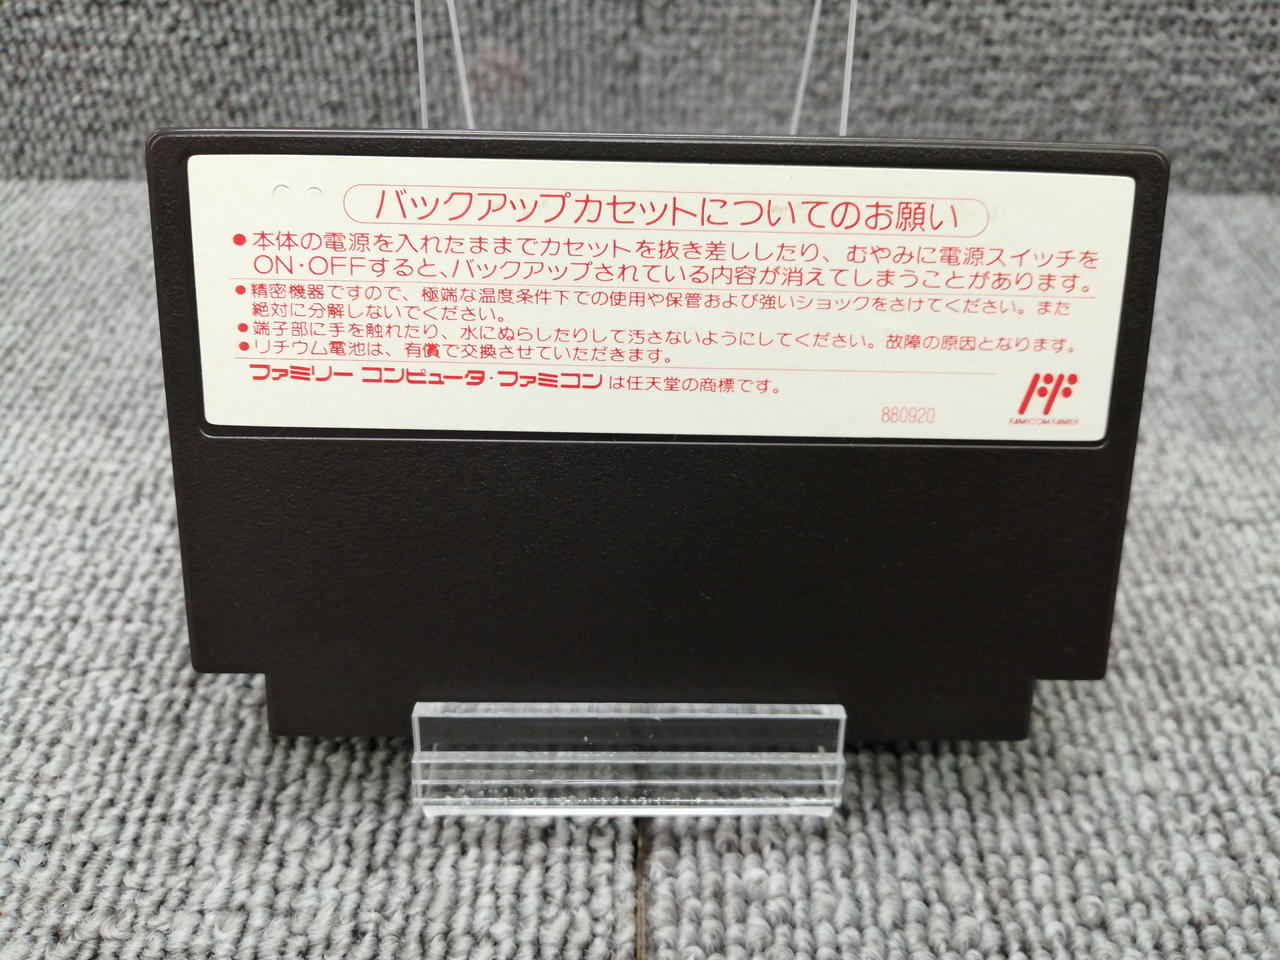 バックアップカセットについてのお願い
●本体の電源を入れたままでカセットを抜き差ししたり、むやみに電源スイッチを
ON・OFFすると、バックアップされている内容が消えてしまうことがあります。
●精密機器ですので、極端な温度条件下での使用や保管および強いショックをさけてください。また
絶対に分解しないでください。
●端子部に手を触れたり、水にぬらしたりして汚さないようにしてください。故障の原因となります。
●リチウム電池は、有償で交換させていただきます。
ファミリー コンピュータ・ファミコン は任天堂の商標です。
880920
FAMICOM FAMILY